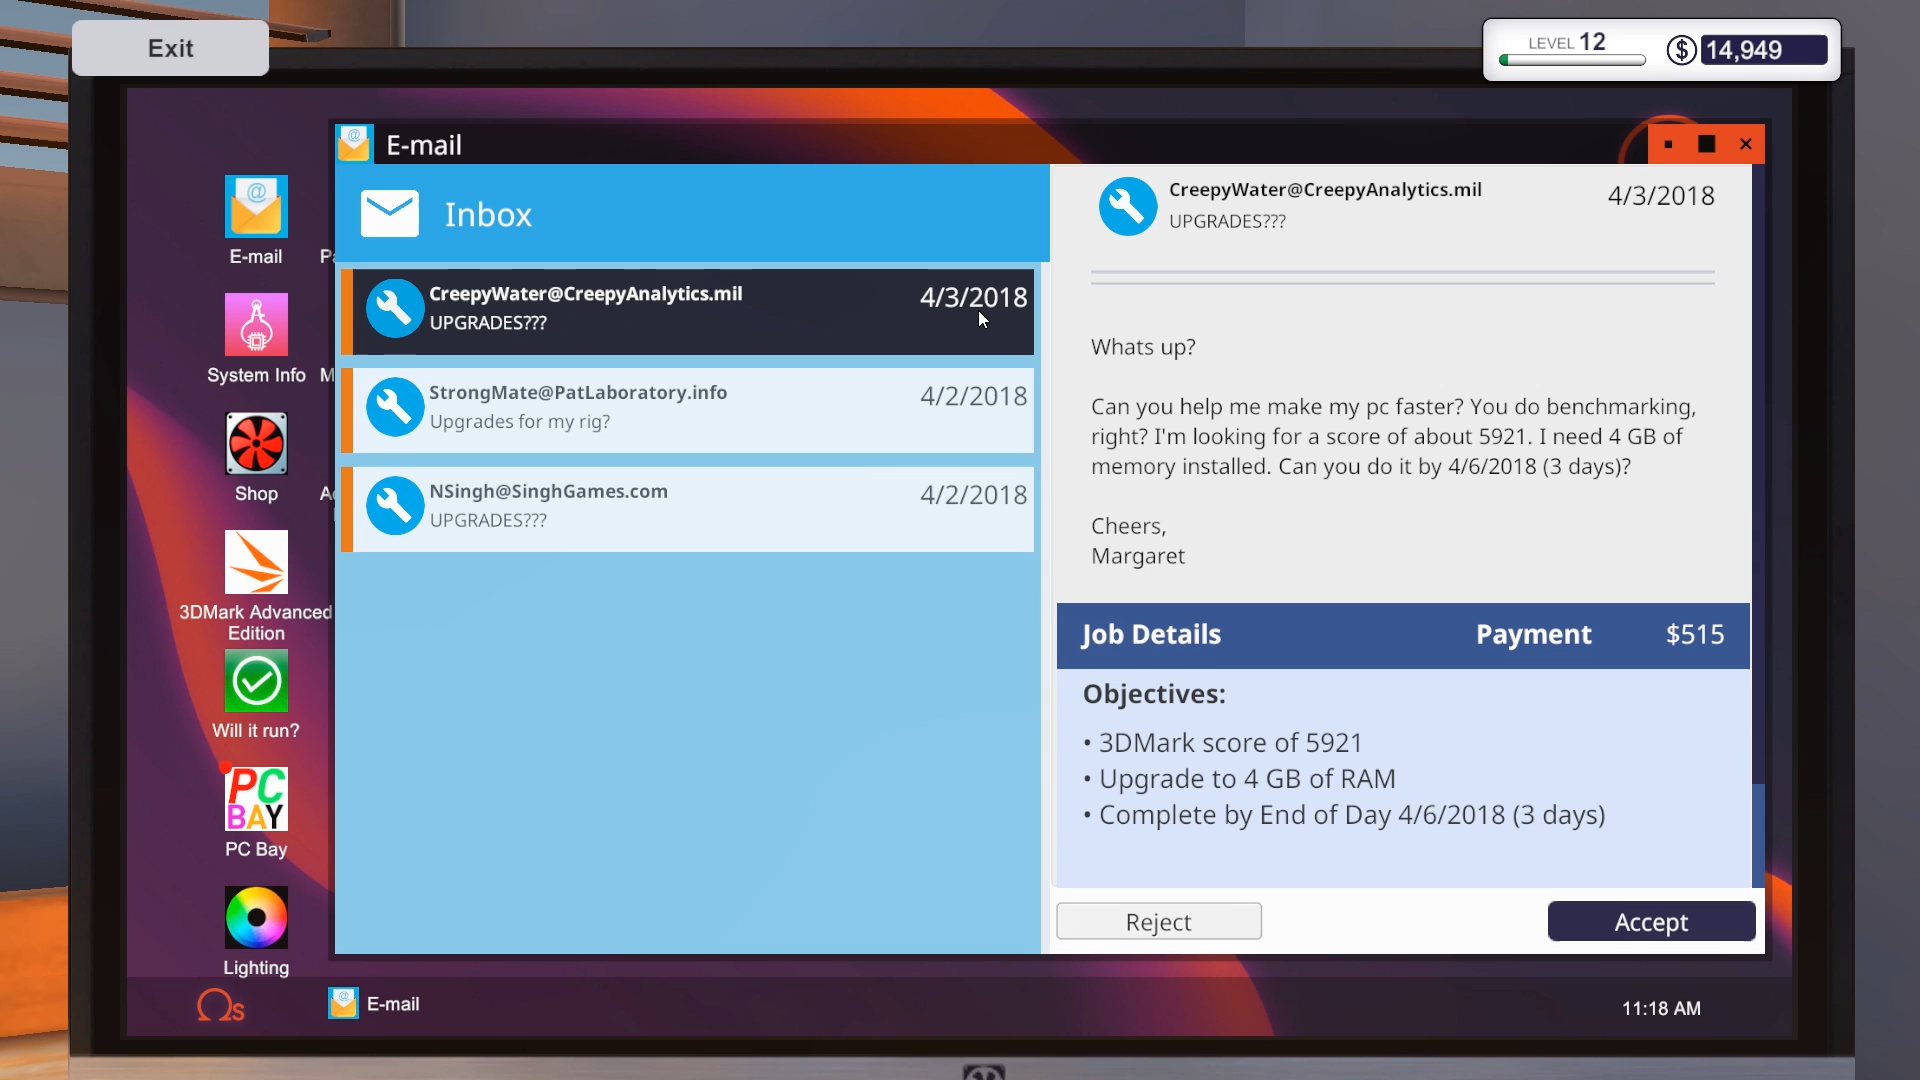 Exit
LEVEL 12
$ 14,949
E-mail
Inbox
CreepyWater@CreepyAnalytics.mil
4/3/2018
UPGRADES???
StrongMate@PatLaboratory.info
4/2/2018
Upgrades for my rig?
NSingh@SinghGames.com
4/2/2018
UPGRADES???
CreepyWater@CreepyAnalytics.mil
4/3/2018
UPGRADES???
Whats up?
Can you help me make my pc faster? You do benchmarking,
right? I'm looking for a score of about 5921. I need 4 GB of
memory installed. Can you do it by 4/6/2018 (3 days)?
Cheers,
Margaret
Job Details
Payment
$515
Objectives:
• 3DMark score of 5921
• Upgrade to 4 GB of RAM
• Complete by End of Day 4/6/2018 (3 days)
Reject
Accept
E-mail
System Info
Shop
3DMark Advanced
Edition
Will it run?
PC
BAY
PC Bay
Lighting
Ωs
E-mail
11:18 AM